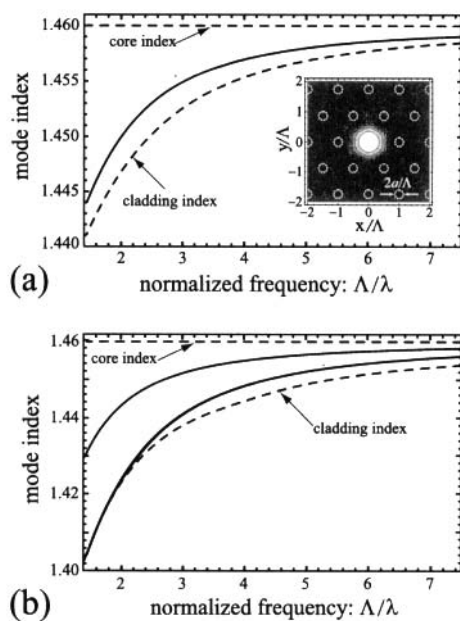 1.460
core index
1.455
mode index
1.450
1.445
cladding index
1.440
2
1
y/Λ
0
-1
2a/Λ
-2
-2 -1 0 1 2
x/Λ
2 3 4 5 6 7
(a) normalized frequency: Λ/λ
1.46
core index
1.44
cladding index
mode index
1.42
1.40
2 3 4 5 6 7
(b) normalized frequency: Λ/λ